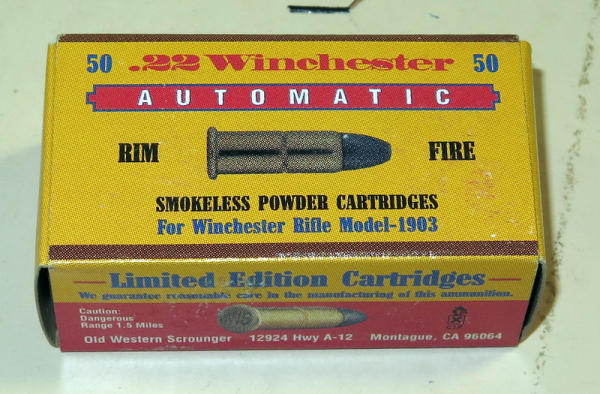 50 .22 Winchester 50
AUTOMATIC
RIM FIRE
SMOKELESS POWDER CARTRIDGES
For Winchester Rifle Model-1903
Limited Edition Cartridges
We guarantee reasonable care in the manufacturing of this ammunition.
Caution:
Dangerous
Range 1.5 Miles
Old Western Scrounger 12924 Hwy A-12 Montague, CA 96064